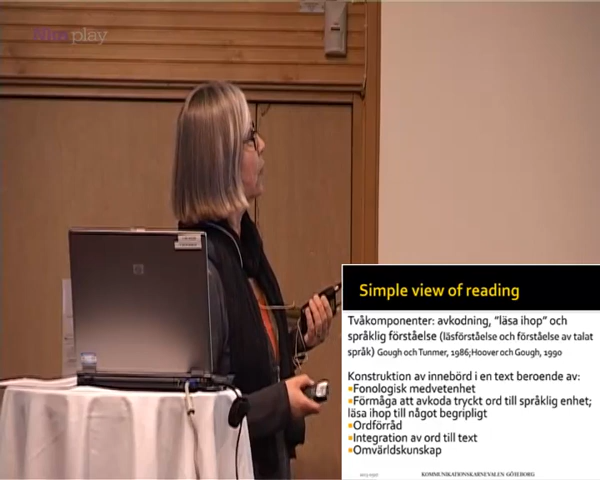 play
Simple view of reading
Tvåkomponenter: avkodning, "läsa ihop" och
språklig förståelse (läsförståelse och förståelse av talat
språk) Gough och Tunmer, 1986;Hoover och Gough, 1990
Konstruktion av innebörd i en text beroende av:
•Fonologisk medvetenhet
•Förmåga att avkoda tryckt ord till språklig enhet;
läsa ihop till något begripligt
•Ordförråd
•Integration av ord till text
•Omvärldskunskap
KOMMUNIKATIONSKARNEVALEN GÖTEBORG